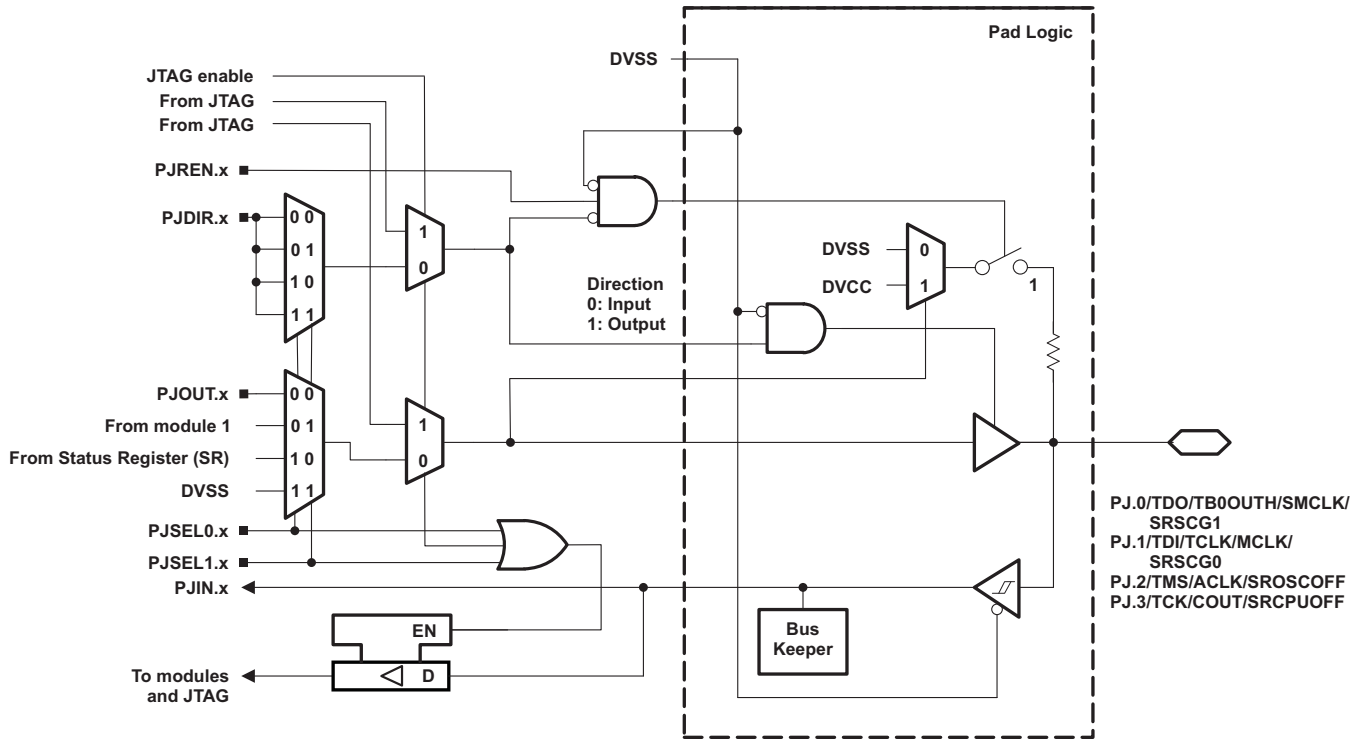 Pad Logic
DVSS
JTAG enable
From JTAG
From JTAG
PJREN.x
PJDIR.x
0 0
0 1
1 0
1 1
1
0
Direction
0: Input
1: Output
DVSS
DVCC
0
1
1
PJOUT.x
From module 1
From Status Register (SR)
DVSS
0 0
0 1
1 0
1 1
1
0
PJSEL0.x
PJSEL1.x
PJIN.x
EN
D
To modules
and JTAG
Bus
Keeper
PJ.0/TDO/TB0OUTH/SMCLK/
SRSCG1
PJ.1/TDI/TCLK/MCLK/
SRSCG0
PJ.2/TMS/ACLK/SROSCOFF
PJ.3/TCK/COUT/SRCPUOFF